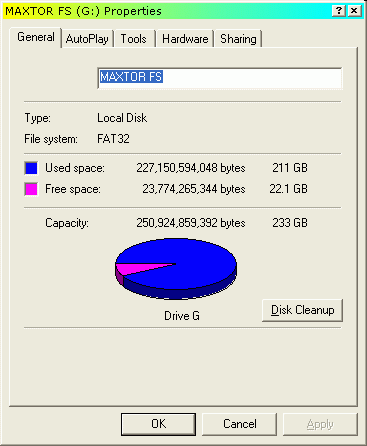 MAXTOR FS (G:) Properties
General AutoPlay Tools Hardware Sharing
MAXTOR FS
Type: Local Disk
File system: FAT32
Used space: 227,150,594,048 bytes 211 GB
Free space: 23,774,265,344 bytes 22.1 GB
Capacity: 250,924,859,392 bytes 233 GB
Drive G
Disk Cleanup
OK Cancel Apply